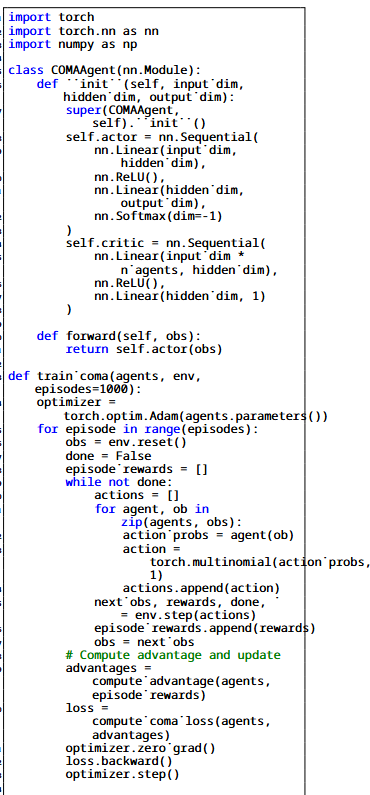 import torch
import torch.nn as nn
import numpy as np
class COMAAgent(nn.Module):
def ˙˙init˙˙(self, input˙dim,
hidden˙dim, output˙dim):
super(COMAAgent,
self).˙˙init˙˙()
self.actor = nn.Sequential(
nn.Linear(input˙dim,
hidden˙dim),
nn.ReLU(),
nn.Linear(hidden˙dim,
output˙dim),
nn.Softmax(dim=-1)
)
self.critic = nn.Sequential(
nn.Linear(input˙dim *
n˙agents, hidden˙dim),
nn.ReLU(),
nn.Linear(hidden˙dim, 1)
)
def forward(self, obs):
return self.actor(obs)
def train˙coma(agents, env,
episodes=1000):
optimizer =
torch.optim.Adam(agents.parameters())
for episode in range(episodes):
obs = env.reset()
done = False
episode˙rewards = []
while not done:
actions = []
for agent, ob in
zip(agents, obs):
action˙probs = agent(ob)
action =
torch.multinomial(action˙probs,
1)
actions.append(action)
next˙obs, rewards, done, ˙
= env.step(actions)
episode˙rewards.append(rewards)
obs = next˙obs
# Compute advantage and update
advantages =
compute˙advantage(agents,
episode˙rewards)
loss =
compute˙coma˙loss(agents,
advantages)
optimizer.zero˙grad()
loss.backward()
optimizer.step()